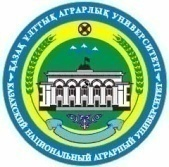 ҚАЗАҚ ҰЛТТЫҚ АГРАРЛЫҚ УНИВЕРСИТЕТІ
КАЗАХСКИЙ НАЦИОНАЛЬНЫЙ АГРАРНЫЙ УНИВЕРСИТЕТ